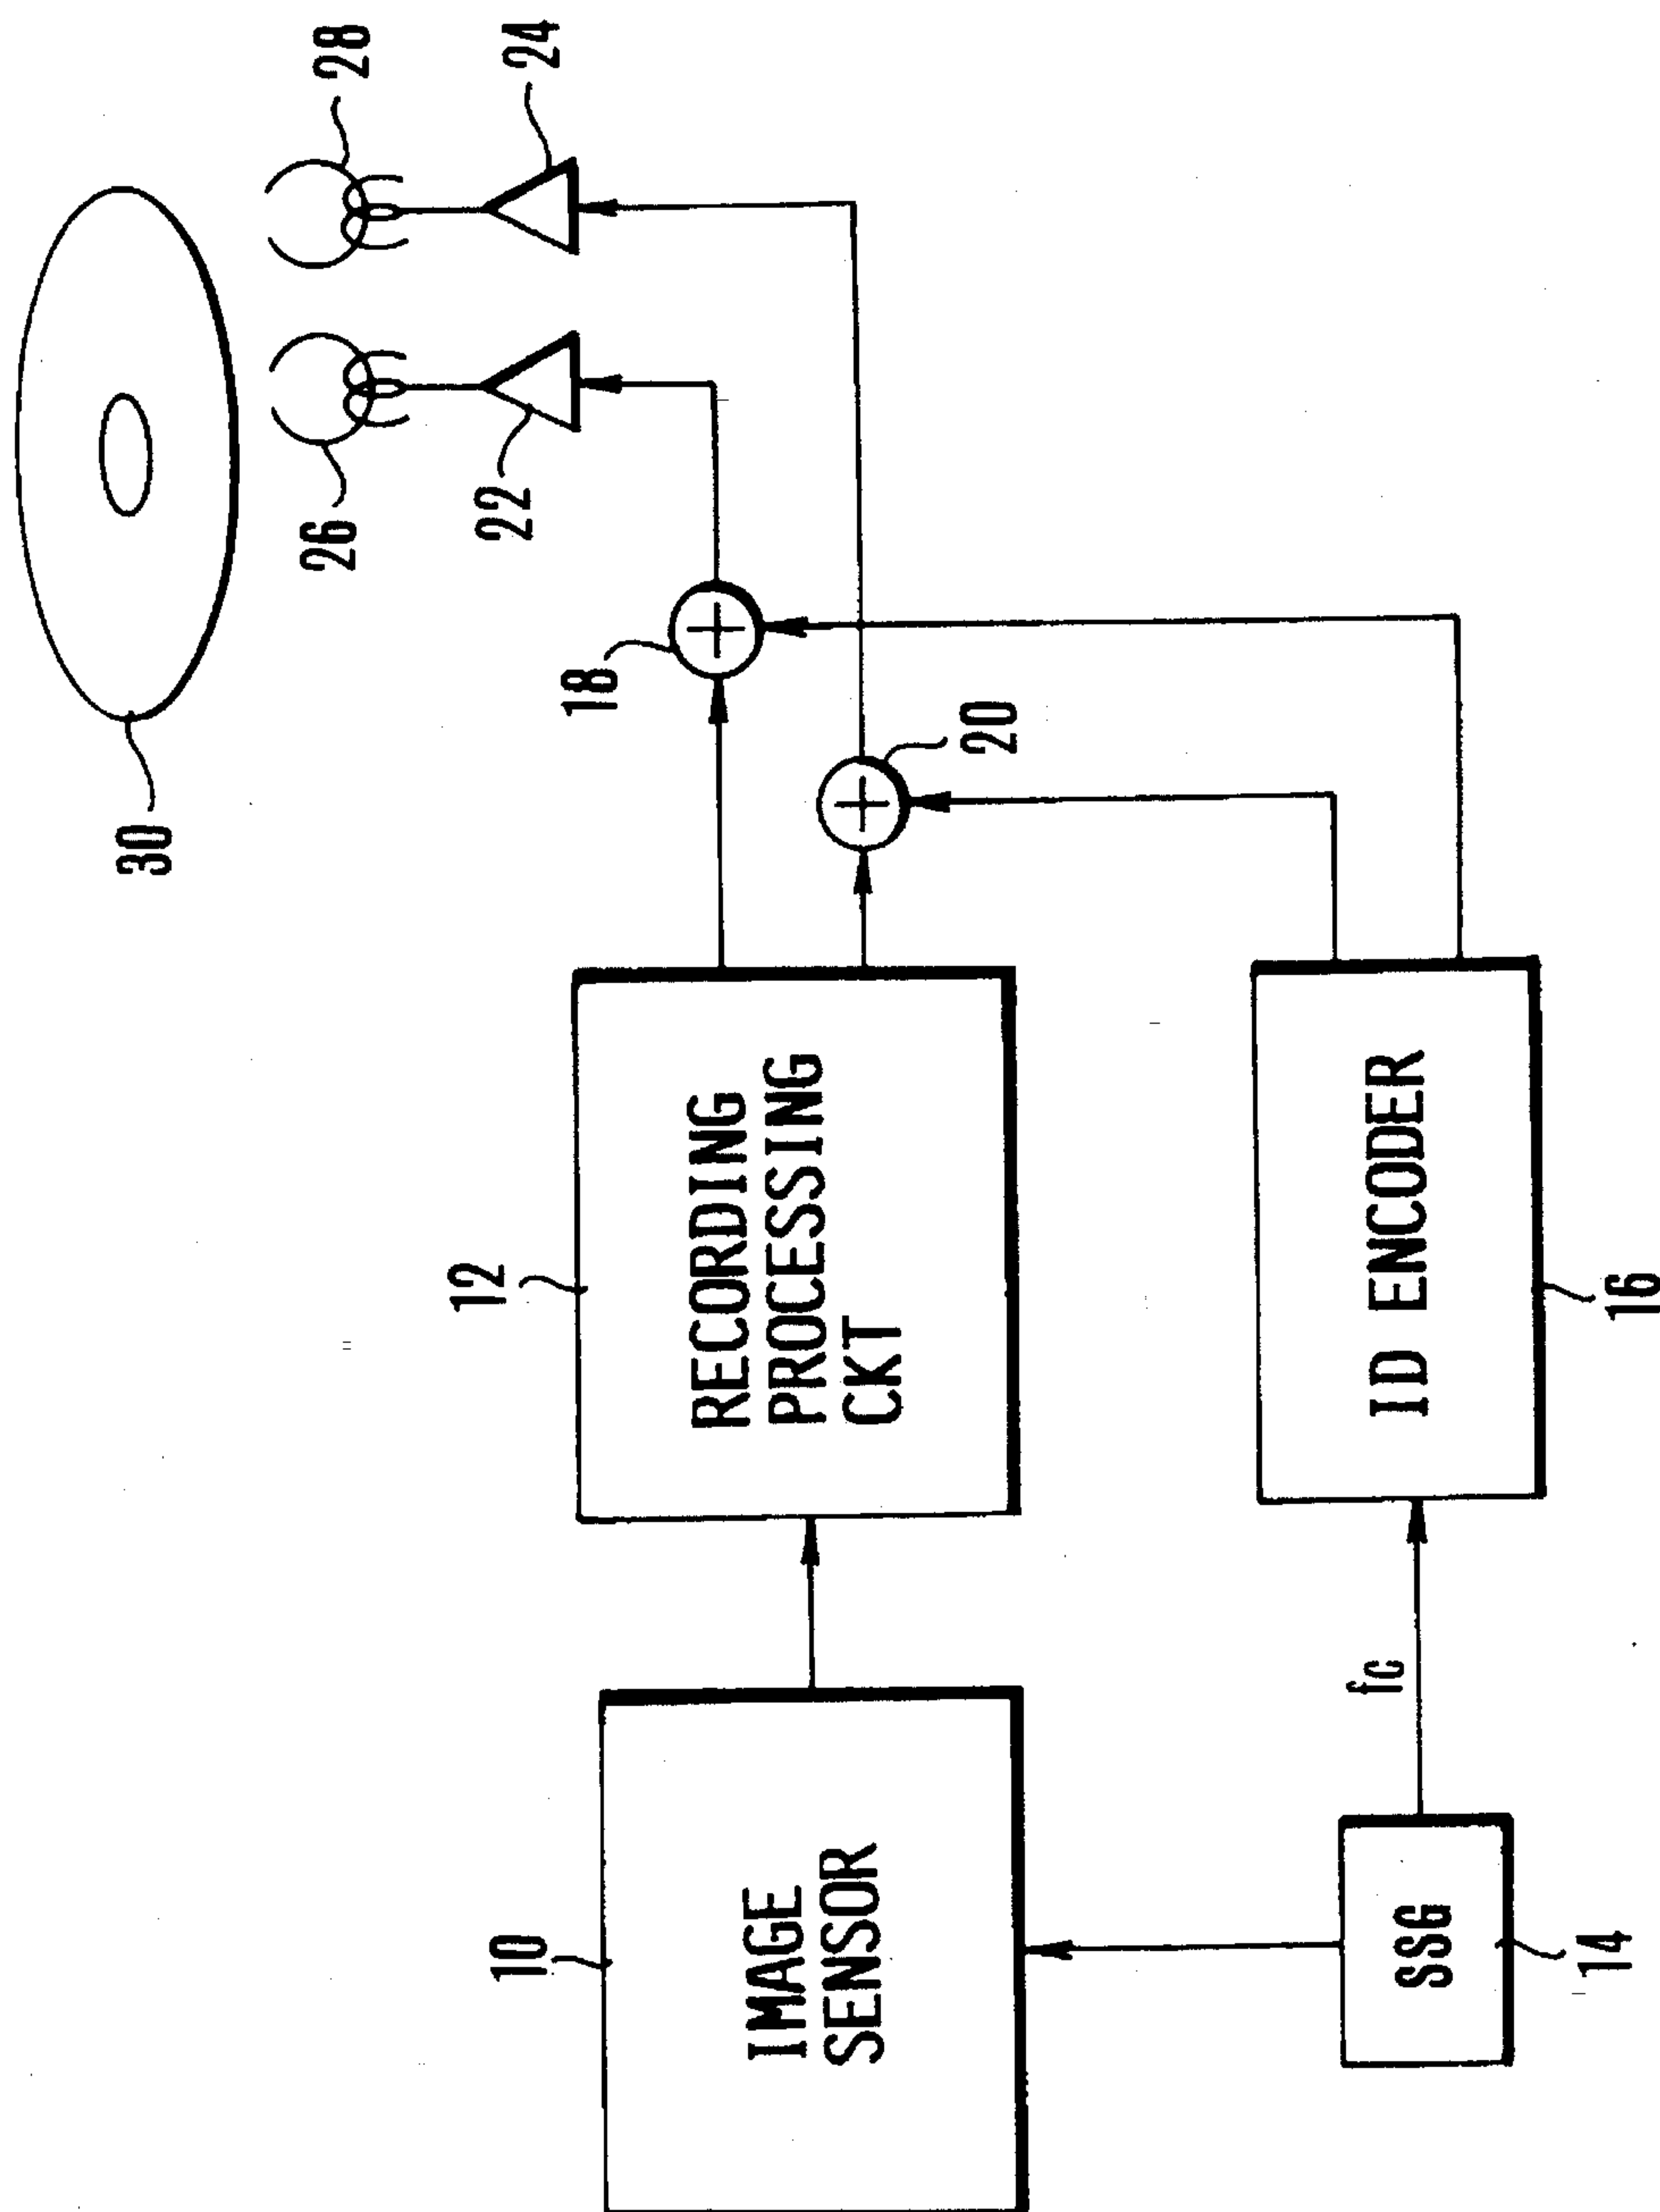 30
26
28
22
24
18
20
12
RECORDING
PROCESSING
CKT
10
IMAGE
SENSOR
fc
ID ENCODER
16
SSG
14